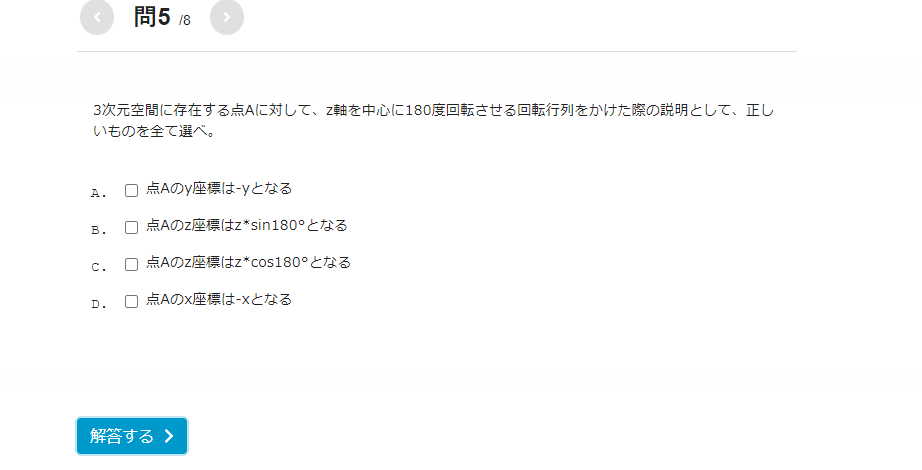 問5 /8
3次元空間に存在する点Aに対して、z軸を中心に180度回転させる回転行列をかけた際の説明として、正し
いものを全て選べ。
A. 点Aのy座標は-yとなる
B. 点Aのz座標はz*sin180°となる
C. 点Aのz座標はz*cos180°となる
D. 点Aのx座標は-xとなる
解答する